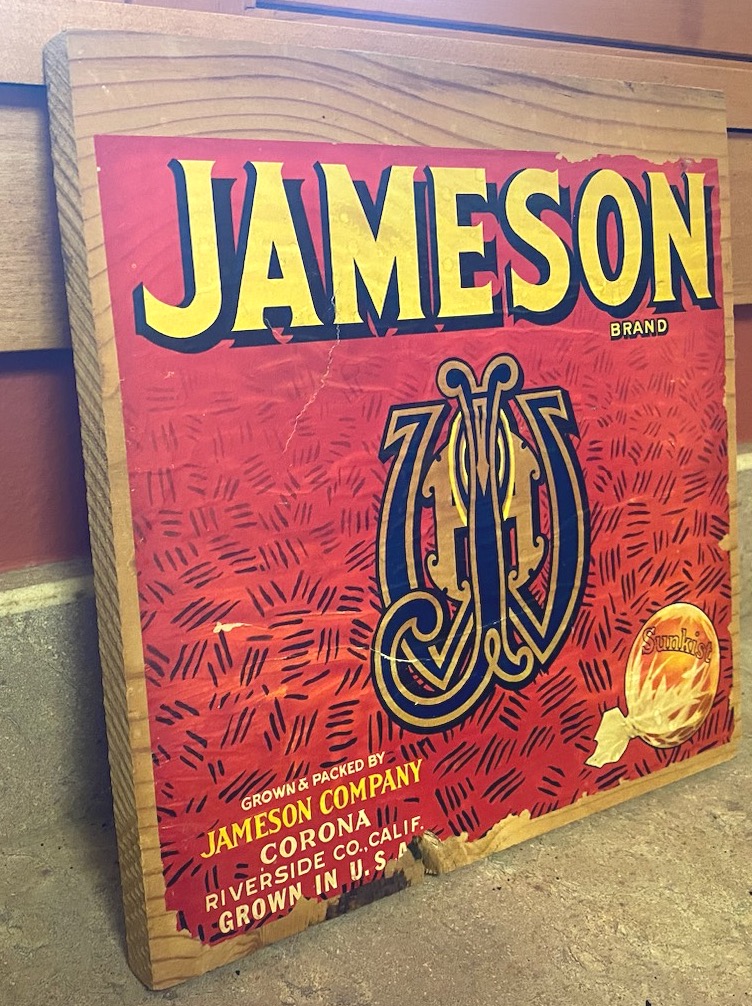 JAMESON
BRAND
Sunkist
GROWN & PACKED BY
JAMESON COMPANY
CORONA
RIVERSIDE CO., CALIF.
GROWN IN U.S.A